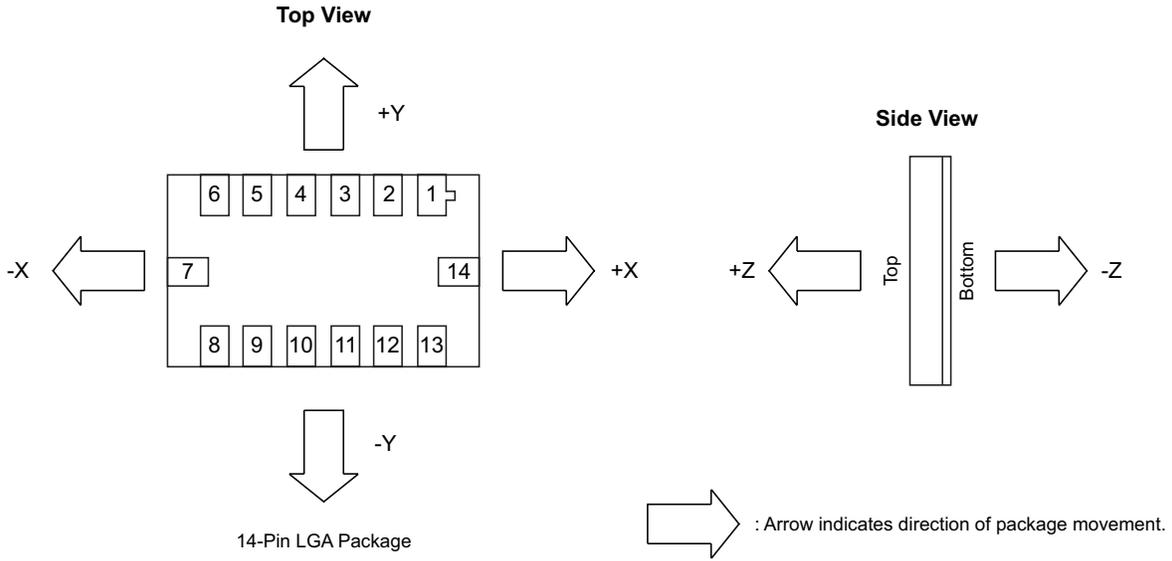 Top View
+Y
6 5 4 3 2 1
-X
7
14
+X
8 9 10 11 12 13
-Y
14-Pin LGA Package
Side View
+Z
Top
Bottom
-Z
: Arrow indicates direction of package movement.